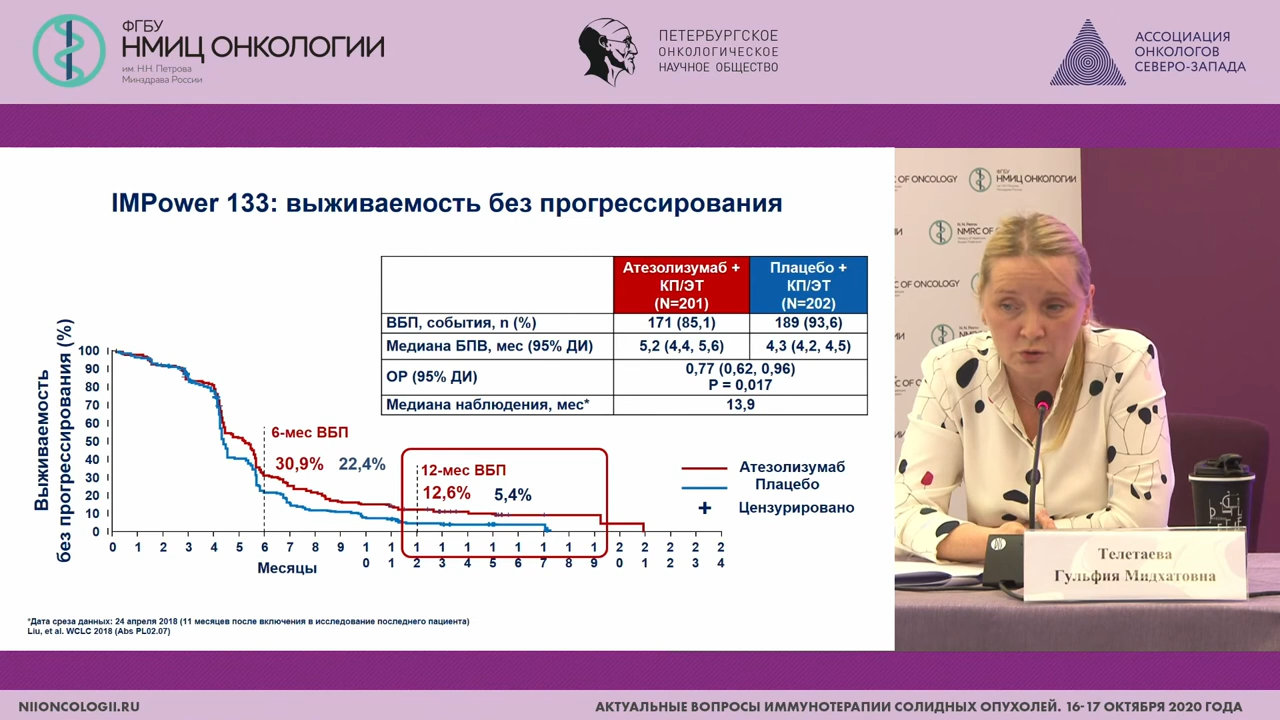 ФГБУ
НМИЦ ОНКОЛОГИИ
им. Н.Н. Петрова
Минздрава России
ПЕТЕРБУРГСКОЕ
ОНКОЛОГИЧЕСКОЕ
НАУЧНОЕ ОБЩЕСТВО
АССОЦИАЦИЯ
ОНКОЛОГОВ
СЕВЕРО-ЗАПАДА
IMPower 133: выживаемость без прогрессирования
Атезолизумаб + КП/ЭТ (N=201)
Плацебо + КП/ЭТ (N=202)
ВБП, события, n (%) 171 (85,1) 189 (93,6)
Медиана БПВ, мес (95% ДИ) 5,2 (4,4, 5,6) 4,3 (4,2, 4,5)
ОР (95% ДИ) 0,77 (0,62, 0,96)
P = 0,017
Медиана наблюдения, мес* 13,9
Выживаемость
без прогрессирования (%)
100
90
80
70
60
50
40
30
20
10
0
6-мес ВБП
30,9% 22,4%
12-мес ВБП
12,6% 5,4%
Атезолизумаб
Плацебо
+ Цензурировано
0 1 2 3 4 5 6 7 8 9 10 11 12 13 14 15 16 17 18 19 20 21 22 23 24
Месяцы
*Дата среза данных: 24 апреля 2018 (11 месяцев после включения в исследование последнего пациента)
Liu, et al. WCLC 2018 (Abs PL02.07)
C OF ONCOLOGY
ФГБУ
НМИЦ ОНКОЛОГИИ
NMRC OF
Телетаева
Гульфия Мидхатовна
NIIONCOLOGII.RU
АКТУАЛЬНЫЕ ВОПРОСЫ ИММУНОТЕРАПИИ СОЛИДНЫХ ОПУХОЛЕЙ. 16-17 ОКТЯБРЯ 2020 ГОДА